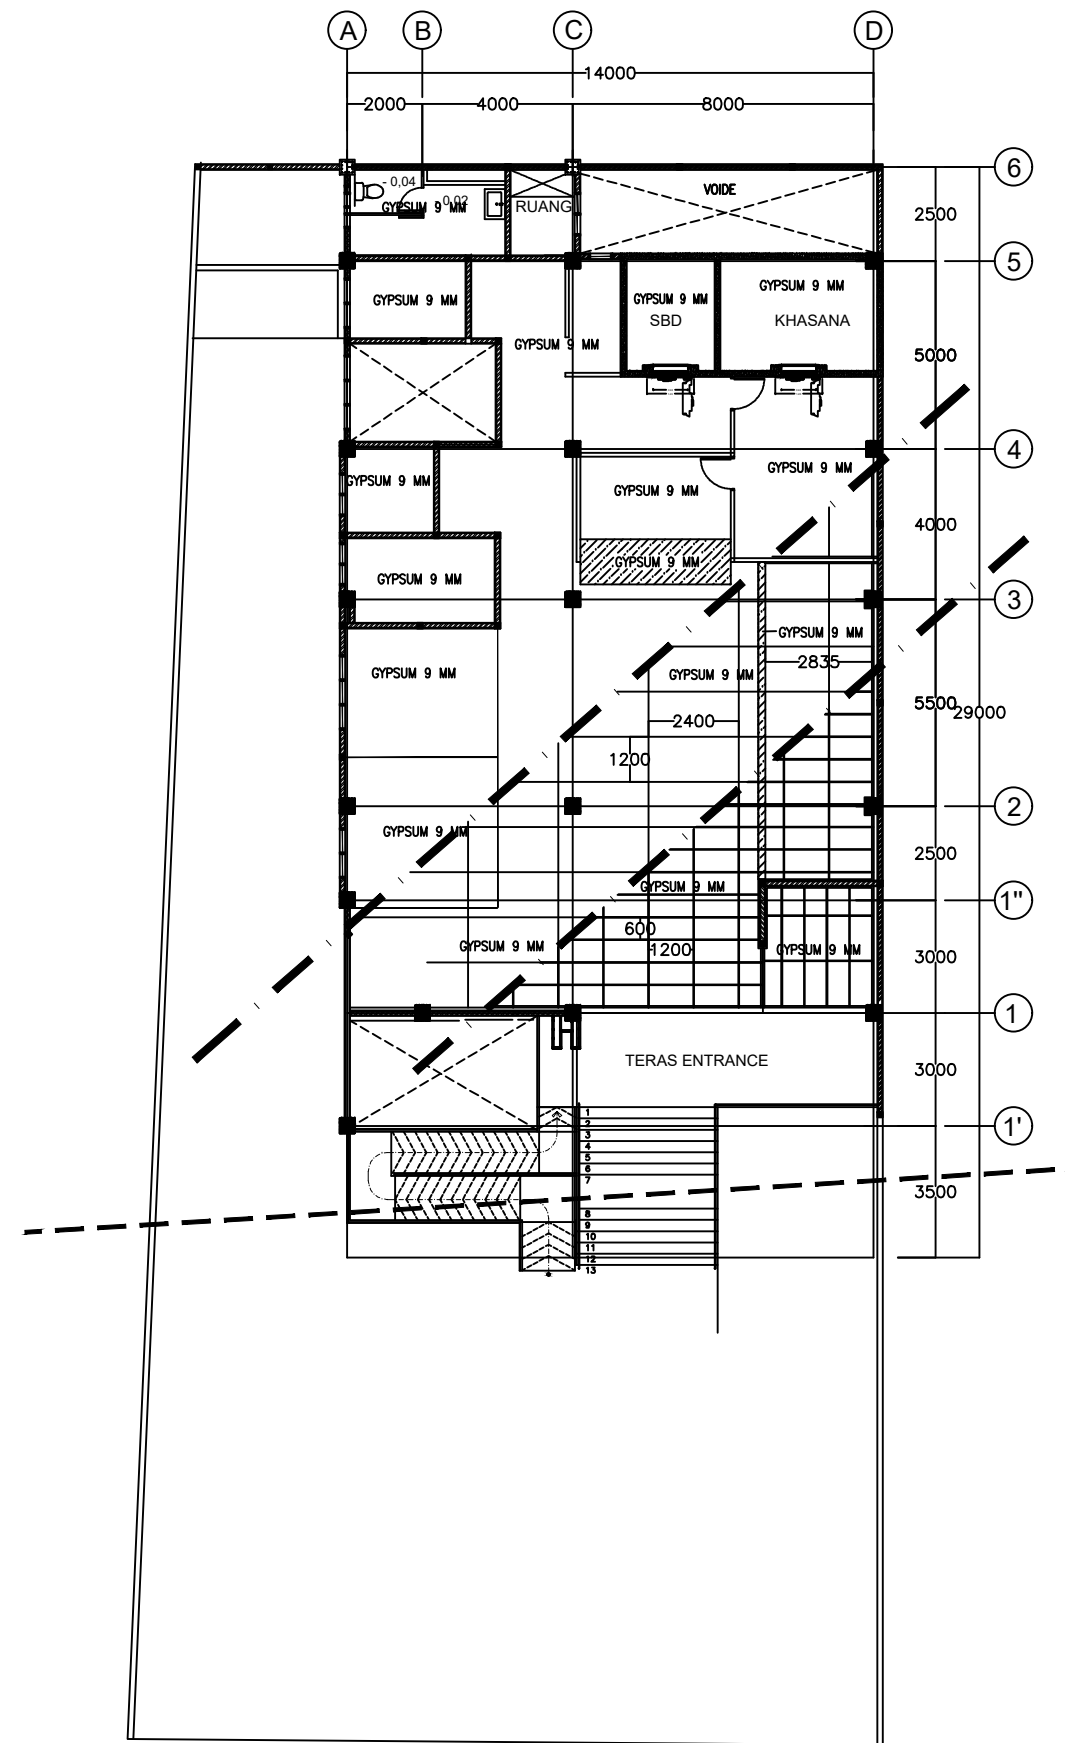 A B C D
14000
2000 4000 8000
6
- 0,04
VOIDE
GYPSUM 9 MM
- 0,02
RUANG
2500
5
GYPSUM 9 MM
GYPSUM 9 MM
GYPSUM 9 MM
SBD
KHASANA
GYPSUM 9 MM
5000
4
GYPSUM 9 MM
GYPSUM 9 MM
GYPSUM 9 MM
4000
GYPSUM 9 MM
GYPSUM 9 MM
3
GYPSUM 9 MM
2835
GYPSUM 9 MM
GYPSUM 9 MM
5500
29000
2400
1200
2
GYPSUM 9 MM
2500
GYPSUM 9 MM
1"
600
GYPSUM 9 MM
1200
GYPSUM 9 MM
3000
1
TERAS ENTRANCE
3000
1
2
1'
3
4
5
6
7
3500
8
9
10
11
12
13